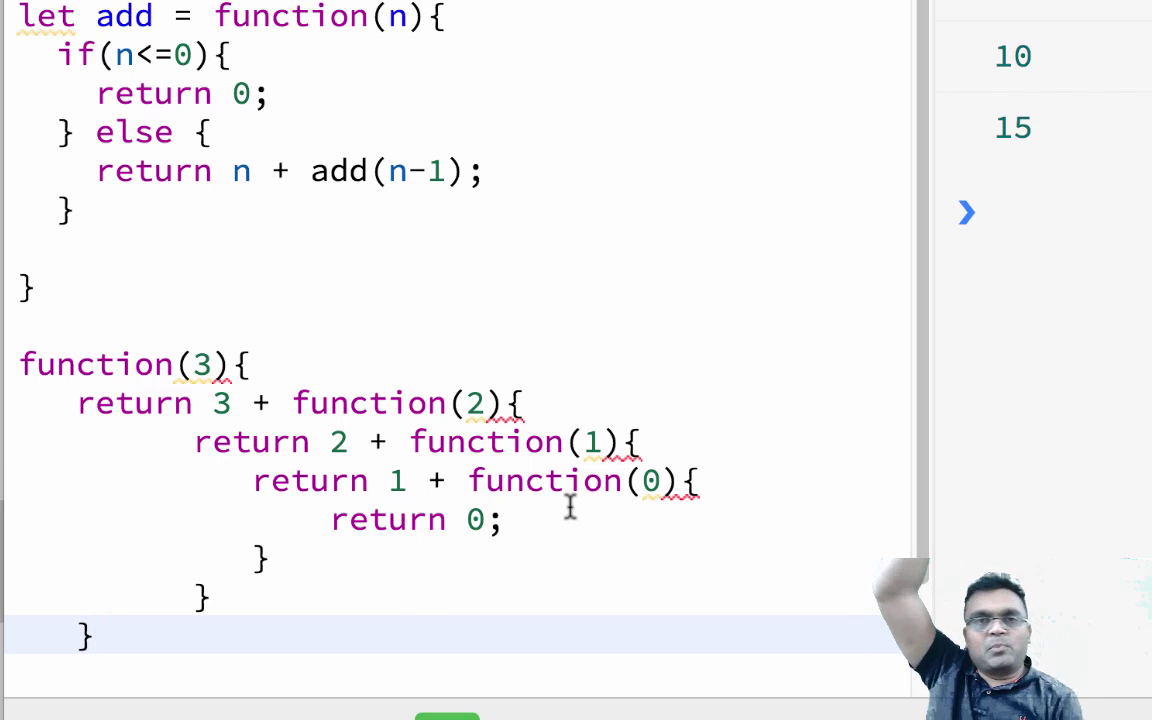 let add = function(n){
  if(n<=0){
    return 0;
  } else {
    return n + add(n-1);
  }
}
function(3){
   return 3 + function(2){
         return 2 + function(1){
            return 1 + function(0){
                return 0;
            }
         }
   }
10
15
❯